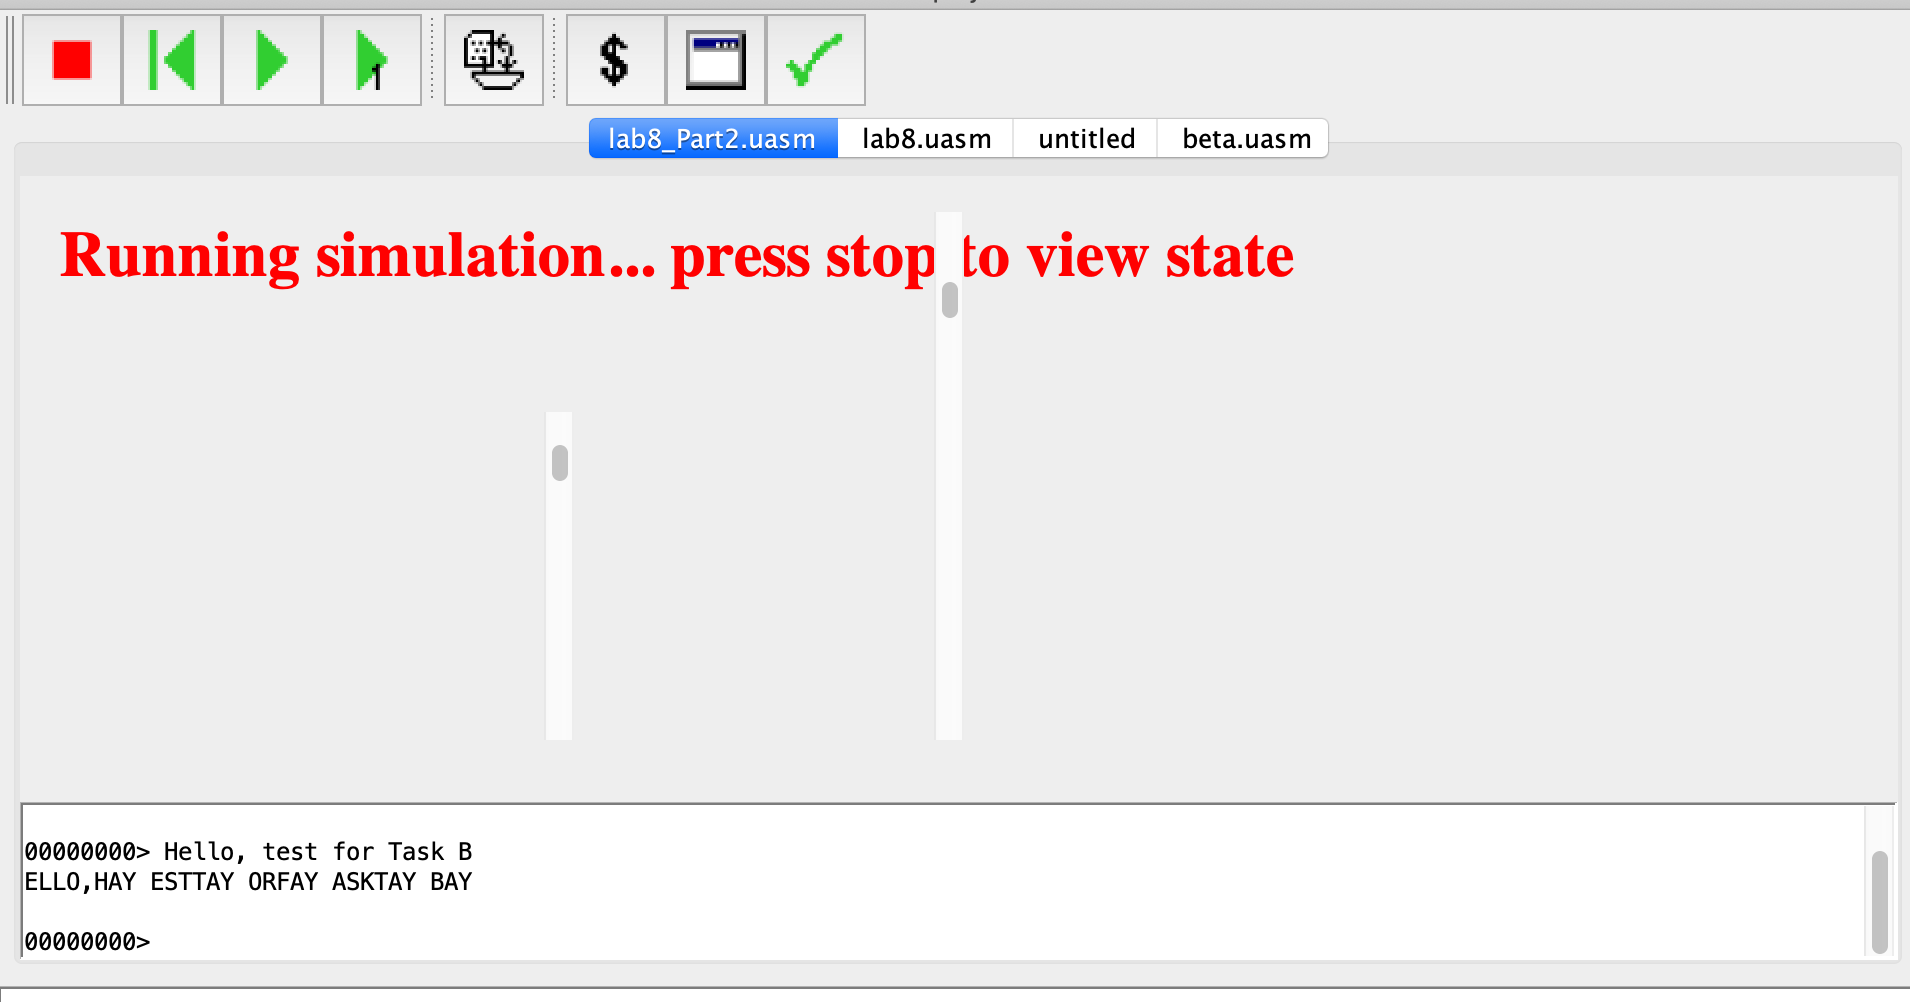 $
lab8_Part2.uasm lab8.uasm untitled beta.uasm
Running simulation... press stop to view state
00000000> Hello, test for Task B
ELLO,HAY ESTTAY ORFAY ASKTAY BAY
00000000>